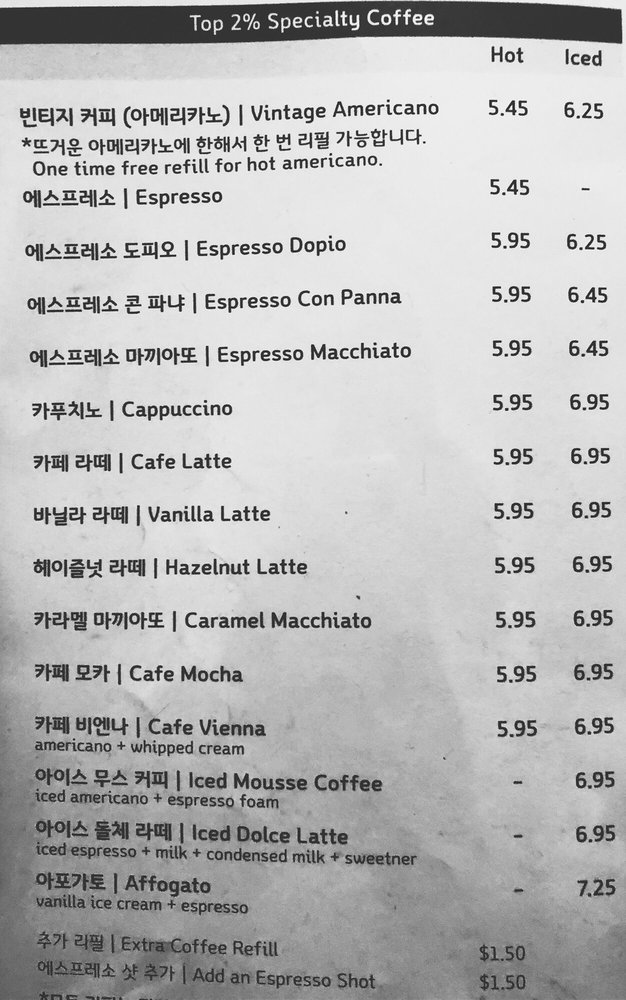 Top 2% Specialty Coffee
Hot Iced
빈티지 커피 (아메리카노) | Vintage Americano 5.45 6.25
*뜨거운 아메리카노에 한해서 한 번 리필 가능합니다.
One time free refill for hot americano.
에스프레소 | Espresso 5.45 -
에스프레소 도피오 | Espresso Dopio 5.95 6.25
에스프레소 콘 파냐 | Espresso Con Panna 5.95 6.45
에스프레소 마끼아또 | Espresso Macchiato 5.95 6.45
카푸치노 | Cappuccino 5.95 6.95
카페 라떼 | Cafe Latte 5.95 6.95
바닐라 라떼 | Vanilla Latte 5.95 6.95
헤이즐넛 라떼 | Hazelnut Latte 5.95 6.95
카라멜 마끼아또 | Caramel Macchiato 5.95 6.95
카페 모카 | Cafe Mocha 5.95 6.95
카페 비엔나 | Cafe Vienna 5.95 6.95
americano + whipped cream
아이스 무스 커피 | Iced Mousse Coffee - 6.95
iced americano + espresso foam
아이스 돌체 라떼 | Iced Dolce Latte - 6.95
iced espresso + milk + condensed milk + sweetner
아포가토 | Affogato - 7.25
vanilla ice cream + espresso
추가 리필 | Extra Coffee Refill $1.50
에스프레소 샷 추가 | Add an Espresso Shot $1.50